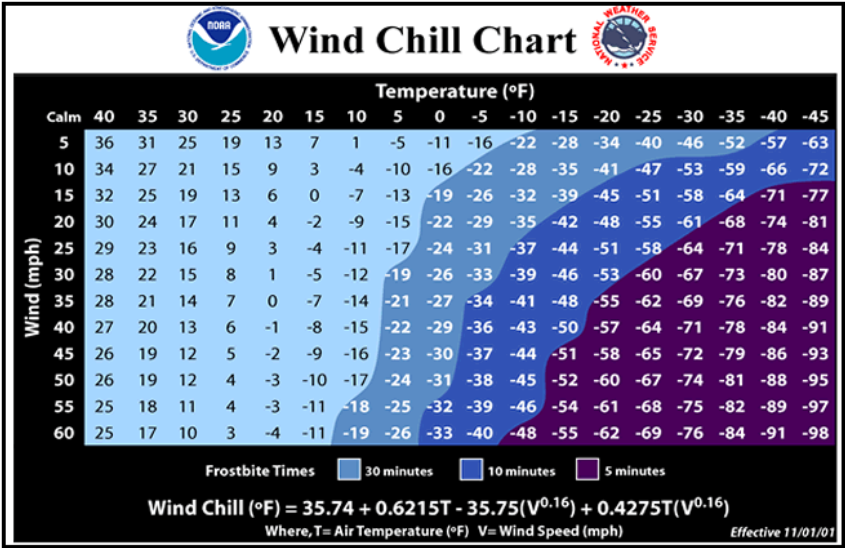 NOAA
Wind Chill Chart
NATIONAL WEATHER SERVICE
Temperature (ºF)
Calm 40 35 30 25 20 15 10 5 0 -5 -10 -15 -20 -25 -30 -35 -40 -45
5 36 31 25 19 13 7 1 -5 -11 -16 -22 -28 -34 -40 -46 -52 -57 -63
10 34 27 21 15 9 3 -4 -10 -16 -22 -28 -35 -41 -47 -53 -59 -66 -72
15 32 25 19 13 6 0 -7 -13 -19 -26 -32 -39 -45 -51 -58 -64 -71 -77
20 30 24 17 11 4 -2 -9 -15 -22 -29 -35 -42 -48 -55 -61 -68 -74 -81
25 29 23 16 9 3 -4 -11 -17 -24 -31 -37 -44 -51 -58 -64 -71 -78 -84
30 28 22 15 8 1 -5 -12 -19 -26 -33 -39 -46 -53 -60 -67 -73 -80 -87
35 28 21 14 7 0 -7 -14 -21 -27 -34 -41 -48 -55 -62 -69 -76 -82 -89
40 27 20 13 6 -1 -8 -15 -22 -29 -36 -43 -50 -57 -64 -71 -78 -84 -91
45 26 19 12 5 -2 -9 -16 -23 -30 -37 -44 -51 -58 -65 -72 -79 -86 -93
50 26 19 12 4 -3 -10 -17 -24 -31 -38 -45 -52 -60 -67 -74 -81 -88 -95
55 25 18 11 4 -3 -11 -18 -25 -32 -39 -46 -54 -61 -68 -75 -82 -89 -97
60 25 17 10 3 -4 -11 -19 -26 -33 -40 -48 -55 -62 -69 -76 -84 -91 -98
Wind (mph)
Frostbite Times 30 minutes 10 minutes 5 minutes
Wind Chill (ºF) = 35.74 + 0.6215T - 35.75(V⁰·¹⁶) + 0.4275T(V⁰·¹⁶)
Where, T= Air Temperature (ºF) V= Wind Speed (mph)
Effective 11/01/01